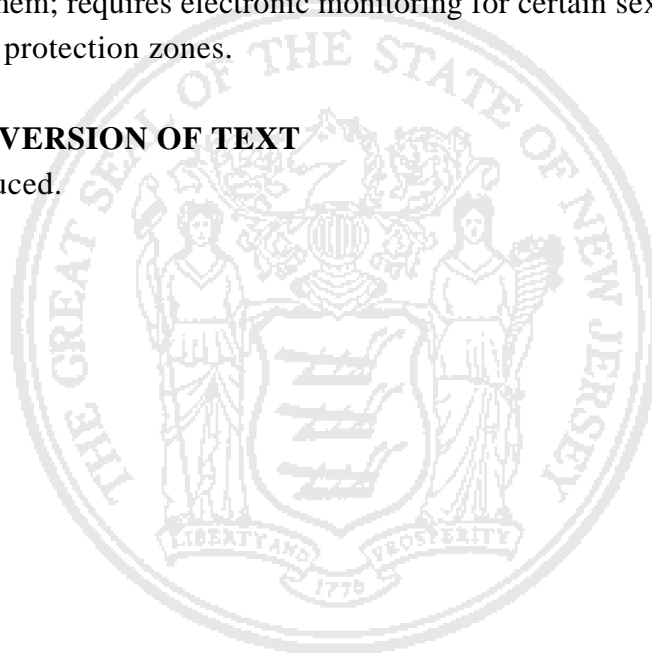 hem; requires electronic monitoring for certain sex
protection zones.
VERSION OF TEXT
uced.
THE GREAT SEAL OF THE STATE OF NEW JERSEY
LIBERTY AND PROSPERITY
1776